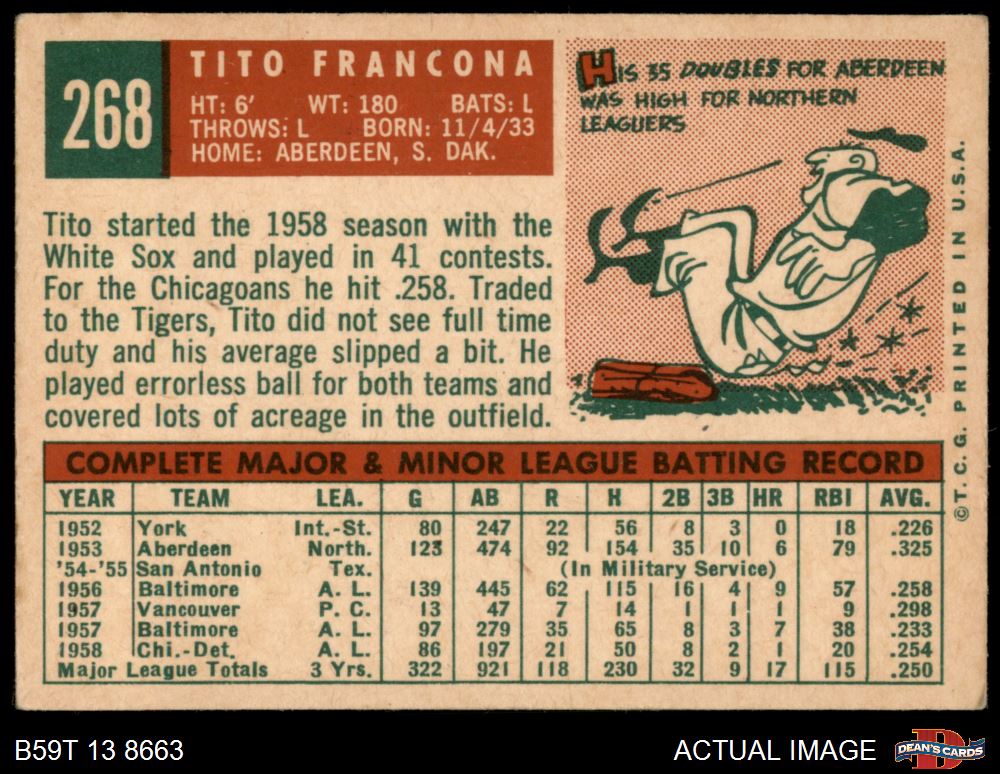 268
TITO FRANCONA
HT: 6' WT: 180 BATS: L
THROWS: L BORN: 11/4/33
HOME: ABERDEEN, S. DAK.
HIS 35 DOUBLES FOR ABERDEEN
WAS HIGH FOR NORTHERN
LEAGUERS
Tito started the 1958 season with the
White Sox and played in 41 contests.
For the Chicagoans he hit .258. Traded
to the Tigers, Tito did not see full time
duty and his average slipped a bit. He
played errorless ball for both teams and
covered lots of acreage in the outfield.
©T. C. G. PRINTED IN U.S.A.
COMPLETE MAJOR & MINOR LEAGUE BATTING RECORD
YEAR TEAM LEA. G AB R H 2B 3B HR RBI AVG.
1952 York Int.-St. 80 247 22 56 8 3 0 18 .226
1953 Aberdeen North. 123 474 92 154 35 10 6 79 .325
'54-'55 San Antonio Tex. (In Military Service)
1956 Baltimore A. L. 139 445 62 115 16 4 9 57 .258
1957 Vancouver P. C. 13 47 7 14 1 1 1 9 .298
1957 Baltimore A. L. 97 279 35 65 8 3 7 38 .233
1958 Chi.-Det. A. L. 86 197 21 50 8 2 1 20 .254
Major League Totals 3 Yrs. 322 921 118 230 32 9 17 115 .250
B59T 13 8663
ACTUAL IMAGE
DEAN'S CARDS